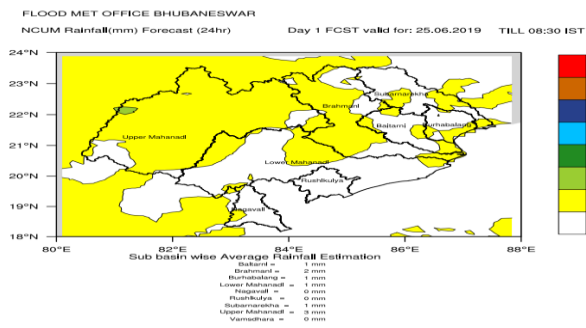 FLOOD MET OFFICE BHUBANESWAR
NCUM Rainfall(mm) Forecast (24hr) Day 1 FCST valid for: 25.06.2019 TILL 08:30 IST
24°N
23°N
22°N
21°N
20°N
19°N
18°N
Subarnarekha
Brahmani
Baitarni
Burhabalang
Upper Mahanadi
Lower Mahanadi
Rushikulya
Nagavali
80°E 82°E 84°E 86°E 88°E
Sub basin wise Average Rainfall Estimation
Baitarni = 1 mm
Brahmani = 2 mm
Burhabalang = 1 mm
Lower Mahanadi = 1 mm
Nagavali = 0 mm
Rushikulya = 0 mm
Subarnarekha = 1 mm
Upper Mahanadi = 3 mm
Vamsdhara = 0 mm